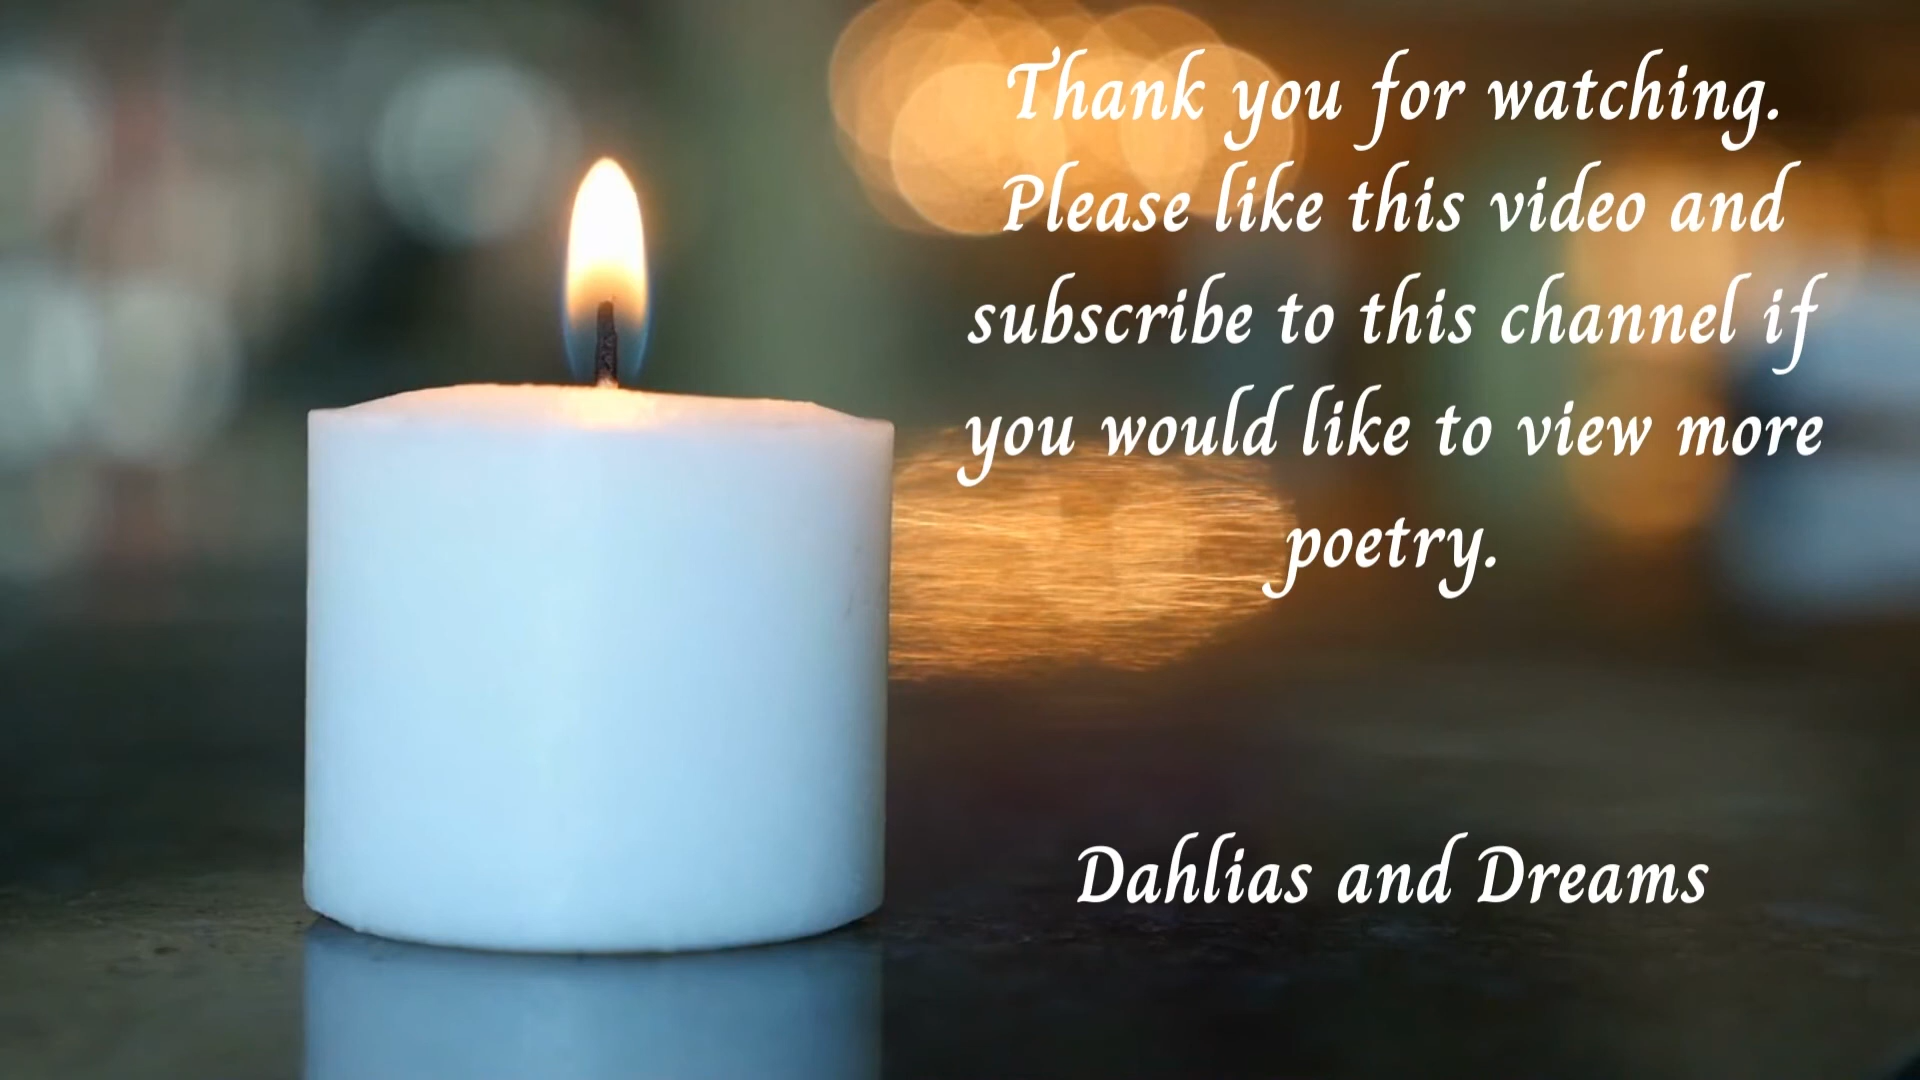 Thank you for watching.
Please like this video and
subscribe to this channel if
you would like to view more
poetry.
Dahlias and Dreams